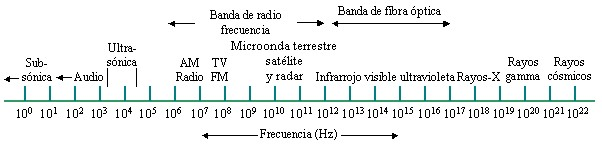 Banda de radio
frecuencia
Banda de fibra óptica
Sub-
sónica
Audio
Ultra-
sónica
AM
Radio
TV
FM
Microonda terrestre
satélite
y radar
Infrarrojo visible ultravioleta Rayos-X
Rayos
gamma
Rayos
cósmicos
10⁰ 10¹ 10² 10³ 10⁴ 10⁵ 10⁶ 10⁷ 10⁸ 10⁹ 10¹⁰ 10¹¹ 10¹² 10¹³ 10¹⁴ 10¹⁵ 10¹⁶ 10¹⁷ 10¹⁸ 10¹⁹ 10²⁰ 10²¹ 10²²
Frecuencia (Hz)